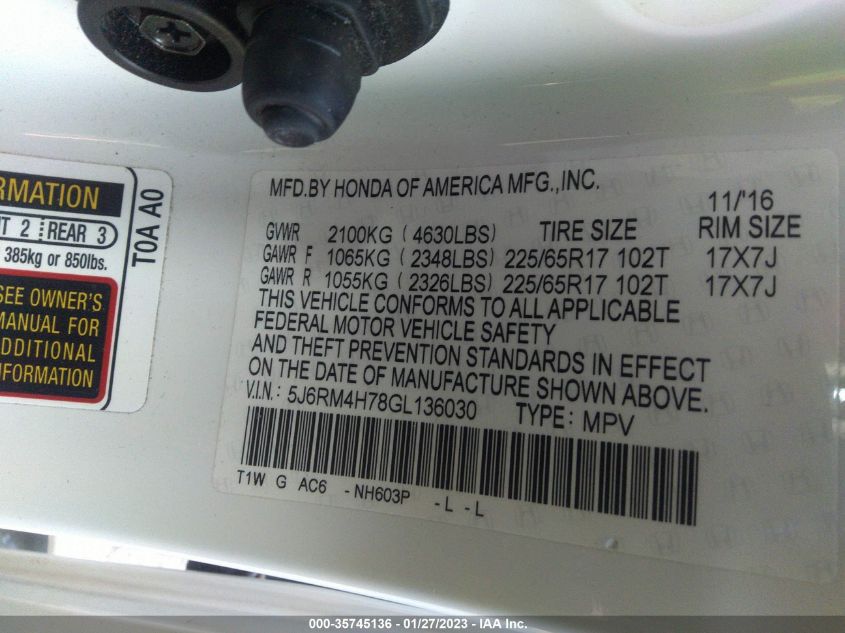 RMATION
T 2 REAR 3
385kg or 850lbs.
SEE OWNER'S
MANUAL FOR
ADDITIONAL
NFORMATION
T0A A0
MFD.BY HONDA OF AMERICA MFG.,INC. 11/'16
GVWR 2100KG ( 4630LBS) TIRE SIZE RIM SIZE
GAWR F 1065KG ( 2348LBS) 225/65R17 102T 17X7J
GAWR R 1055KG ( 2326LBS) 225/65R17 102T 17X7J
THIS VEHICLE CONFORMS TO ALL APPLICABLE
FEDERAL MOTOR VEHICLE SAFETY
AND THEFT PREVENTION STANDARDS IN EFFECT
ON THE DATE OF MANUFACTURE SHOWN ABOVE.
V.I.N.: 5J6RM4H78GL136030 TYPE: MPV
T1W G AC6 -NH603P -L -L
000-35745136 - 01/27/2023 - IAA Inc.